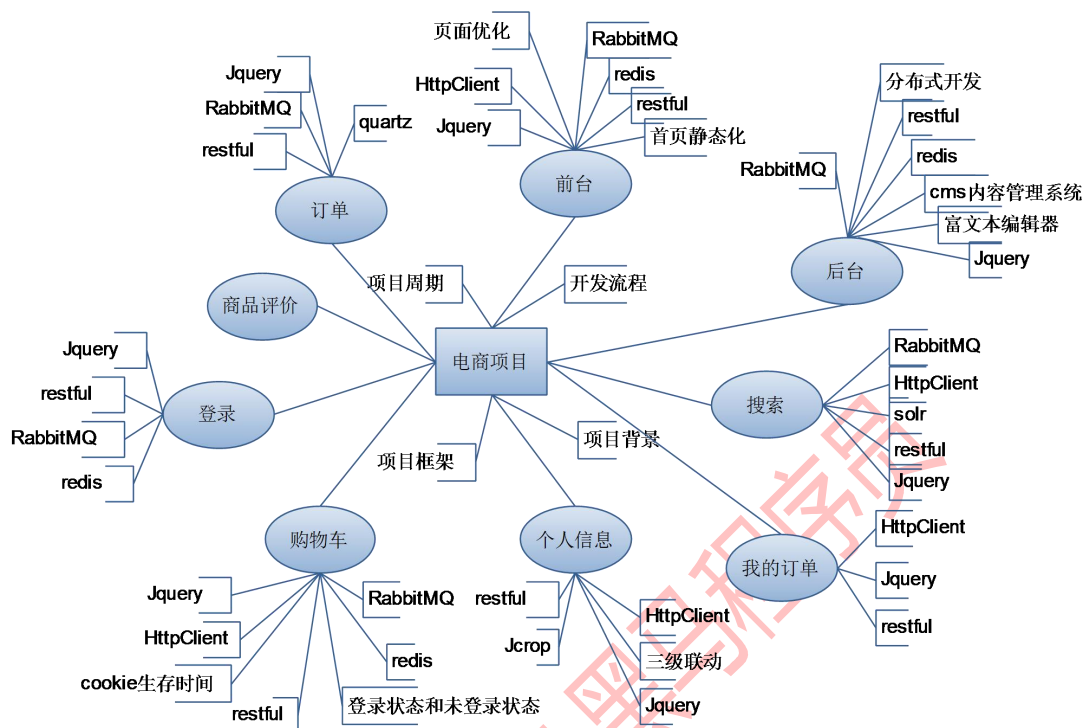 页面优化
RabbitMQ
HttpClient
redis
restful
Jquery
首页静态化
前台
Jquery
RabbitMQ
quartz
restful
订单
分布式开发
restful
RabbitMQ
redis
cms内容管理系统
富文本编辑器
Jquery
后台
项目周期
开发流程
商品评价
电商项目
项目框架
项目背景
Jquery
restful
RabbitMQ
redis
登录
RabbitMQ
HttpClient
solr
restful
Jquery
搜索
购物车
Jquery
RabbitMQ
HttpClient
redis
cookie生存时间
restful
登录状态和未登录状态
个人信息
restful
HttpClient
Jcrop
三级联动
Jquery
我的订单
HttpClient
Jquery
restful
黑马程序员